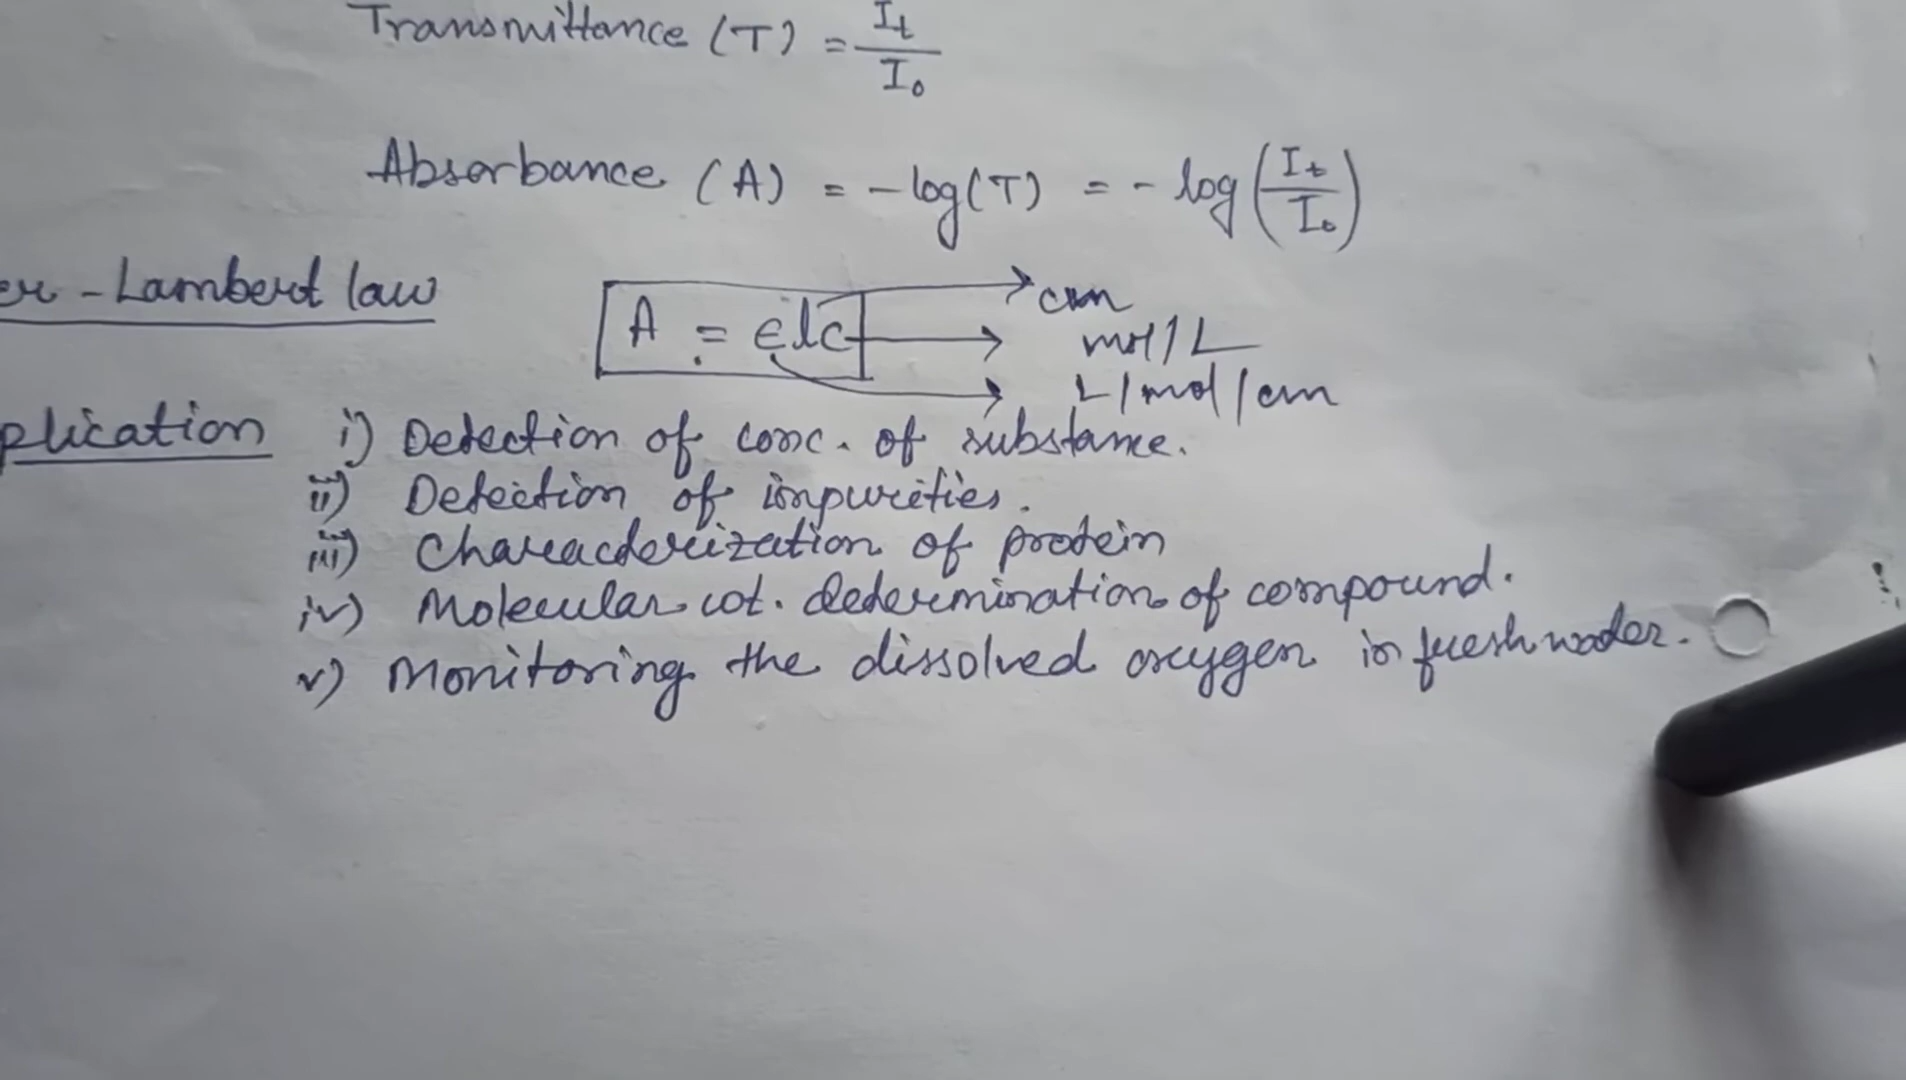 Transmittance (T) = It/I0
Absorbance (A) = -log(T) = -log(It/I0)
er-Lambert law A = ϵlc → cm
→ mol/L
→ L/mol/cm
plication i) Detection of conc. of substance.
ii) Detection of impurities.
iii) Characterization of protein
iv) Molecular wt. determination of compound.
v) Monitoring the dissolved oxygen in fresh water.